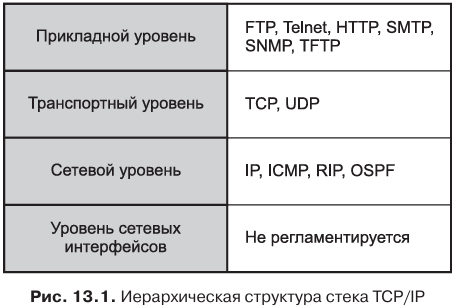 Прикладной уровень
FTP, Telnet, HTTP, SMTP,
SNMP, TFTP
Транспортный уровень
TCP, UDP
Сетевой уровень
IP, ICMP, RIP, OSPF
Уровень сетевых
интерфейсов
Не регламентируется
Рис. 13.1. Иерархическая структура стека TCP/IP